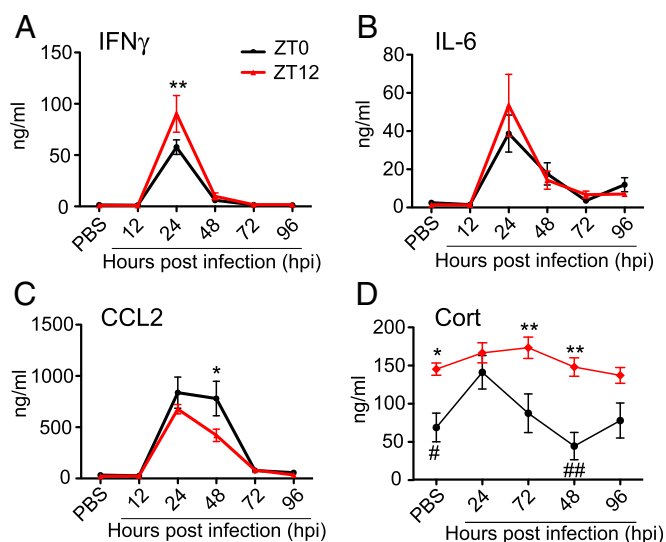 A
IFNγ
ZT0
ZT12
**
ng/ml
150
100
50
0
PBS
12
24
48
72
96
Hours post infection (hpi)
B
IL-6
ng/ml
80
60
40
20
0
PBS
12
24
48
72
96
Hours post infection (hpi)
C
CCL2
*
ng/ml
1500
1000
500
0
PBS
12
24
48
72
96
Hours post infection (hpi)
D
Cort
* ** **
ng/ml
200
150
100
50
0
# ##
PBS
24
72
48
96
Hours post infection (hpi)